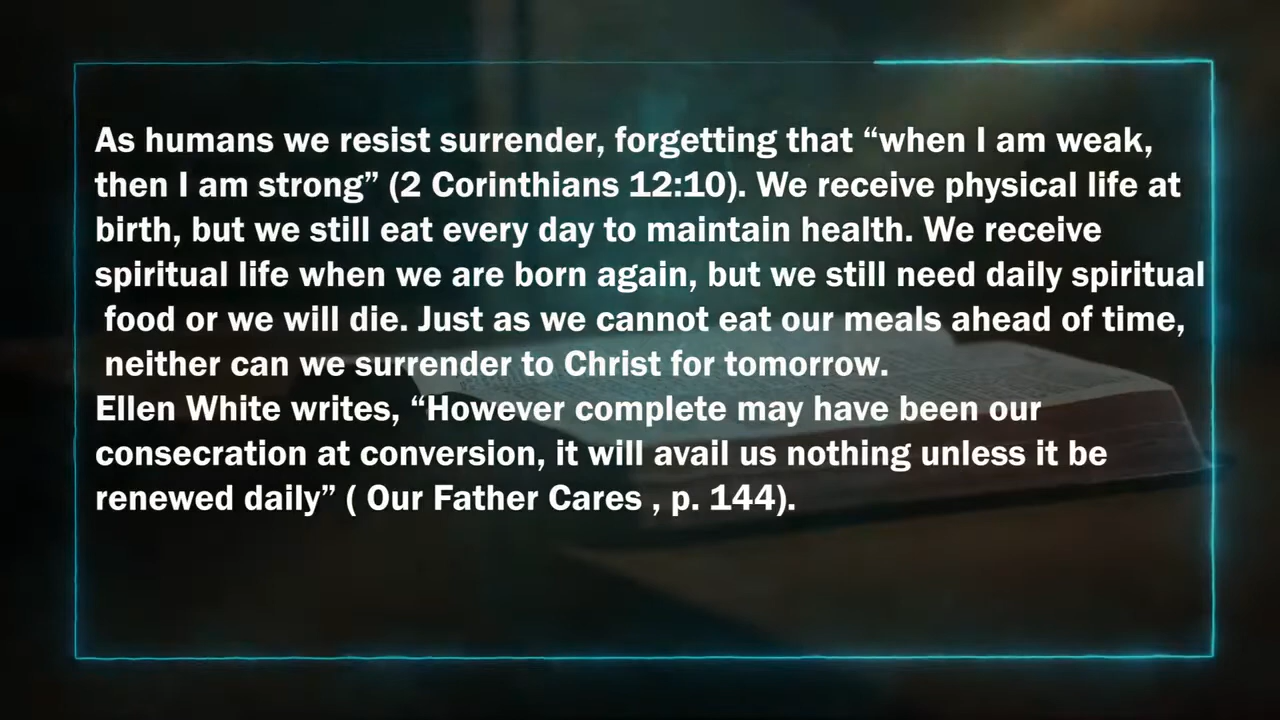 As humans we resist surrender, forgetting that “when I am weak,
then I am strong” (2 Corinthians 12:10). We receive physical life at
birth, but we still eat every day to maintain health. We receive
spiritual life when we are born again, but we still need daily spiritual
food or we will die. Just as we cannot eat our meals ahead of time,
neither can we surrender to Christ for tomorrow.
Ellen White writes, “However complete may have been our
consecration at conversion, it will avail us nothing unless it be
renewed daily” ( Our Father Cares , p. 144).